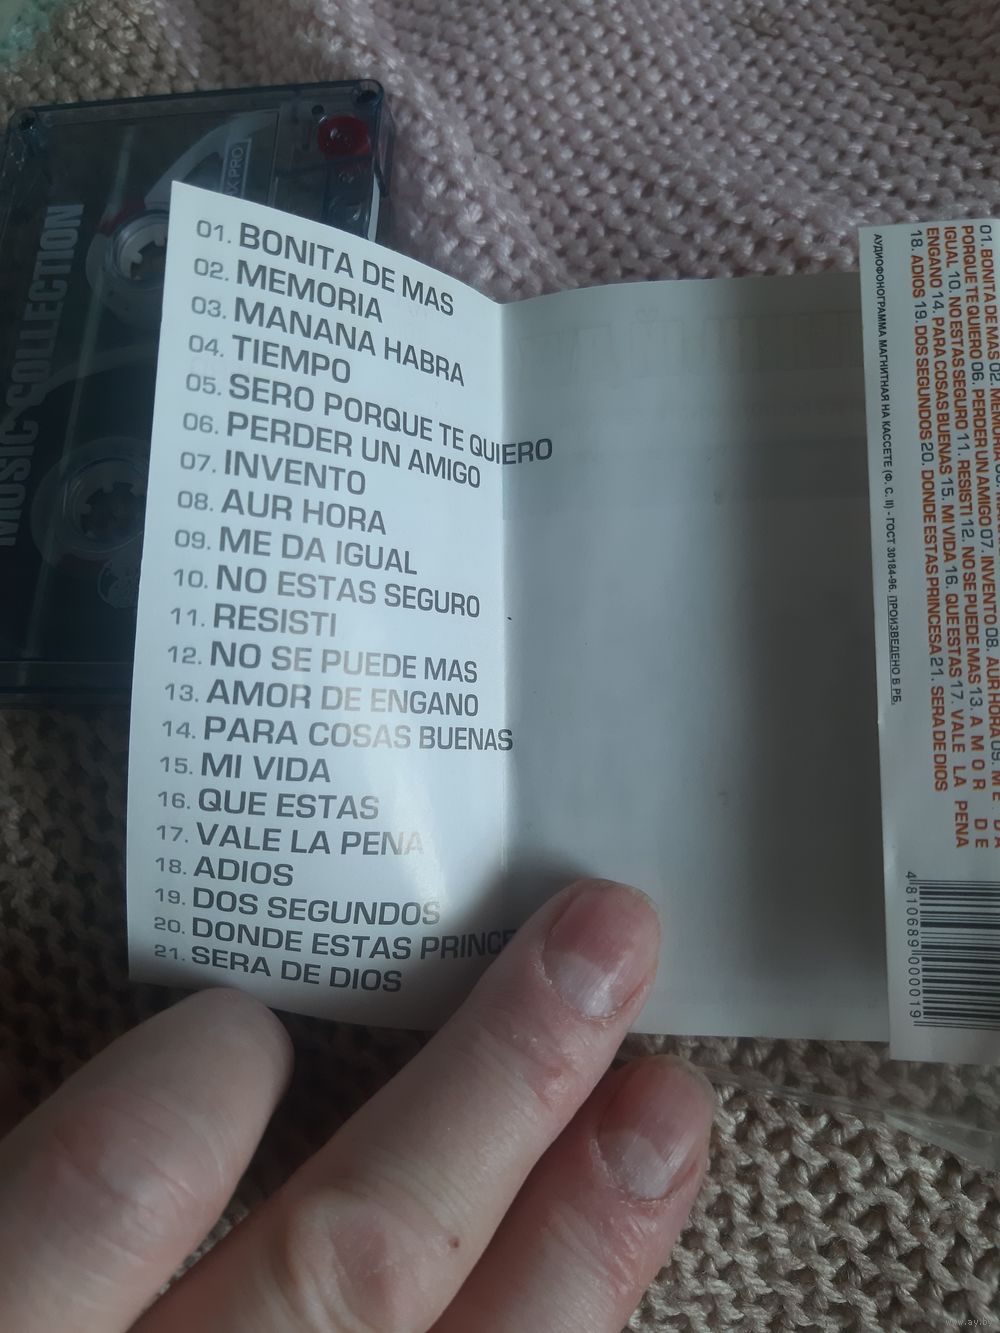 01. BONITA DE MAS
02. MEMORIA
03. MANANA HABRA
04. TIEMPO
05. SERO PORQUE TE QUIERO
06. PERDER UN AMIGO
07. INVENTO
08. AUR HORA
09. ME DA IGUAL
10. NO ESTAS SEGURO
11. RESISTI
12. NO SE PUEDE MAS
13. AMOR DE ENGANO
14. PARA COSAS BUENAS
15. MI VIDA
16. QUE ESTAS
17. VALE LA PENA
18. ADIOS
19. DOS SEGUNDOS
20. DONDE ESTAS
21. SERA DE DIOS
MUSIC COLLECTION
PRO
01. BONITA DE MAS 02. MEMORIA
PORQUE TE QUIERO 06. PERDER UN AMIGO 07. INVENTO 08. AUR HORA 09. ME DA
IGUAL 10. NO ESTAS SEGURO 11. RESISTI 12. NO SE PUEDE MAS 13. AMOR DE
ENGANO 14. PARA COSAS BUENAS 15. MI VIDA 16. QUE ESTAS 17. VALE LA PENA
18. ADIOS 19. DOS SEGUNDOS 20. DONDE ESTAS PRINCESA 21. SERA DE DIOS
АУДИОФОНОГРАММА МАГНИТНАЯ НА КАССЕТЕ (Ф. С. II) - ГОСТ 30184-96. ПРОИЗВЕДЕНО В РБ.
4 810689 000019
www.ay.by